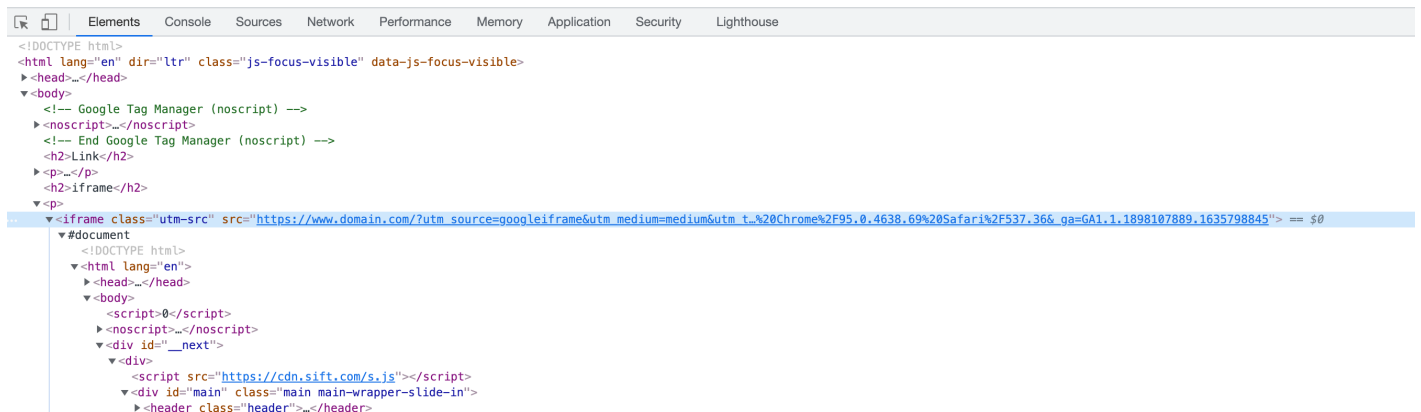 Elements Console Sources Network Performance Memory Application Security Lighthouse
<!DOCTYPE html>
<html lang="en" dir="ltr" class="js-focus-visible" data-js-focus-visible>
▶<head>…</head>
▼<body>
<!-- Google Tag Manager (noscript) -->
▶<noscript>…</noscript>
<!-- End Google Tag Manager (noscript) -->
<h2>Link</h2>
▶<p>…</p>
<h2>iframe</h2>
▼<p>
… ▼<iframe class="utm-src" src="https://www.domain.com/?utm_source=googleiframe&utm_medium=medium&utm_t…%20Chrome%2F95.0.4638.69%20Safari%2F537.36&_ga=GA1.1.1898107889.1635798845"> == $0
▼#document
<!DOCTYPE html>
▼<html lang="en">
▶<head>…</head>
▼<body>
<script>0</script>
▶<noscript>…</noscript>
▼<div id="__next">
▼<div>
<script src="https://cdn.sift.com/s.js"></script>
▼<div id="main" class="main main-wrapper-slide-in">
▶<header class="header">…</header>